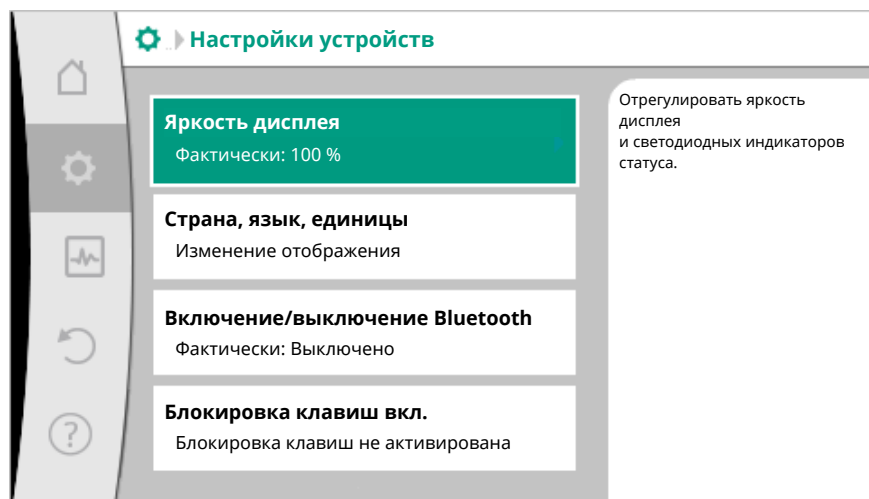 Настройки устройств
Яркость дисплея
Фактически: 100 %
Страна, язык, единицы
Изменение отображения
Включение/выключение Bluetooth
Фактически: Выключено
Блокировка клавиш вкл.
Блокировка клавиш не активирована
Отрегулировать яркость
дисплея
и светодиодных индикаторов
статуса.
?